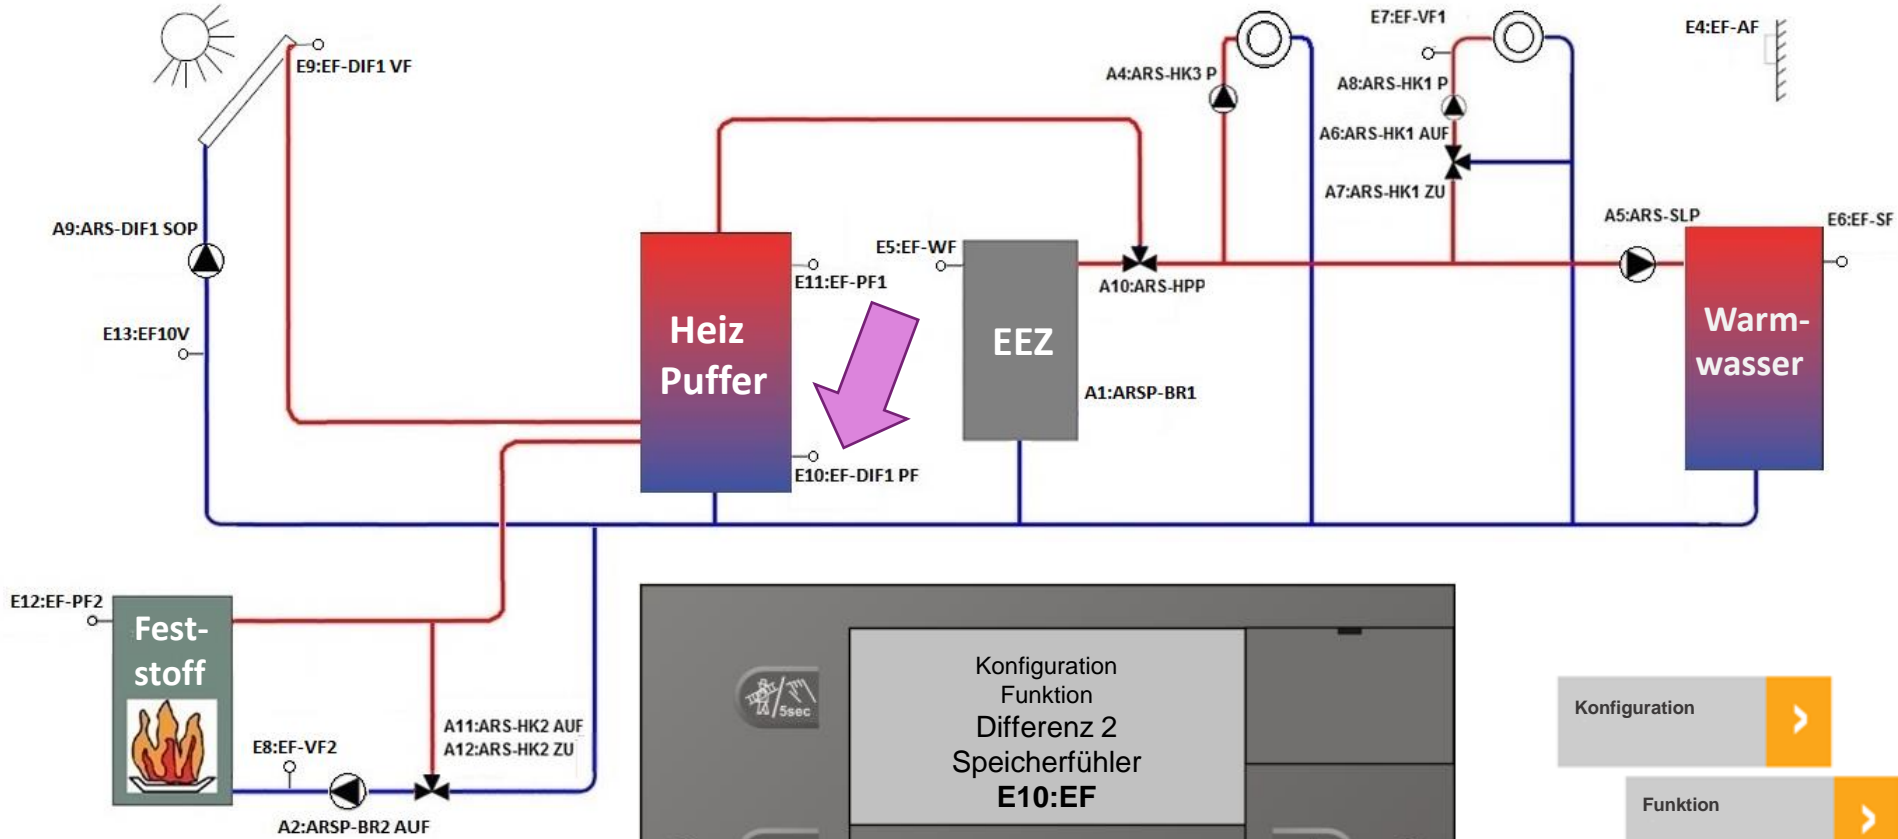 E9:EF-DIF1 VF
A9:ARS-DIF1 SOP
E13:EF10V
E12:EF-PF2
Fest-
stoff
E8:EF-VF2
A2:ARSP-BR2 AUF
A11:ARS-HK2 AUF
A12:ARS-HK2 ZU
Heiz
Puffer
E11:EF-PF1
E10:EF-DIF1 PF
E5:EF-WF
EEZ
A1:ARSP-BR1
A10:ARS-HPP
A4:ARS-HK3 P
E7:EF-VF1
A8:ARS-HK1 P
A6:ARS-HK1 AUF
A7:ARS-HK1 ZU
E4:EF-AF
A5:ARS-SLP
E6:EF-SF
Warm-
wasser
5sec
Konfiguration
Funktion
Differenz 2
Speicherfühler
E10:EF
Konfiguration
Funktion